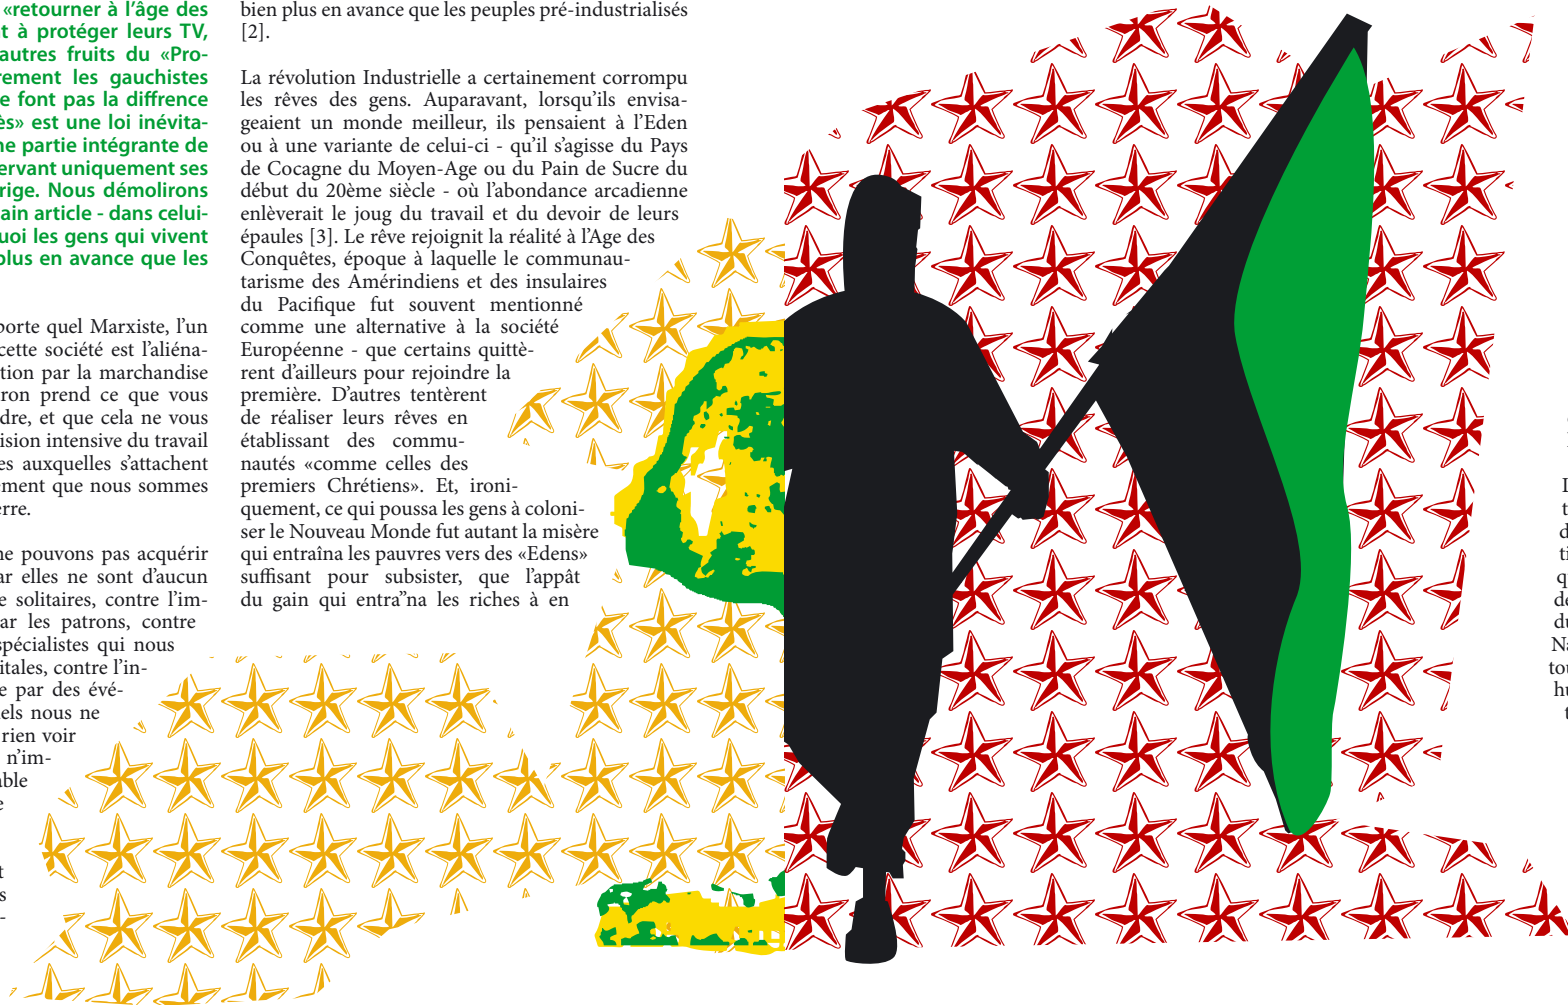 «retourner à l’âge des
t à protéger leurs TV,
autres fruits du «Pro-
rement les gauchistes
e font pas la diffrence
ès» est une loi inévita-
ne partie intégrante de
ervant uniquement ses
rige. Nous démolirons
ain article - dans celui-
uoi les gens qui vivent
plus en avance que les
porte quel Marxiste, l’un
cette société est l’aliéna-
tion par la marchandise
ron prend ce que vous
dre, et que cela ne vous
ision intensive du travail
es auxquelles s’attachent
ement que nous sommes
erre.
ne pouvons pas acquérir
ar elles ne sont d’aucun
e solitaires, contre l’im-
ar les patrons, contre
spécialistes qui nous
itales, contre l’in-
e par des évé-
els nous ne
rien voir
n’im-
able
e
t
s
-
bien plus en avance que les peuples pré-industrialisés
[2].
La révolution Industrielle a certainement corrompu
les rêves des gens. Auparavant, lorsqu’ils envisa-
geaient un monde meilleur, ils pensaient à l’Eden
ou à une variante de celui-ci - qu’il s’agisse du Pays
de Cocagne du Moyen-Age ou du Pain de Sucre du
début du 20ème siècle - où l’abondance arcadienne
enlèverait le joug du travail et du devoir de leurs
épaules [3]. Le rêve rejoignit la réalité à l’Age des
Conquêtes, époque à laquelle le communau-
tarisme des Amérindiens et des insulaires
du Pacifique fut souvent mentionné
comme une alternative à la société
Européenne - que certains quittè-
rent d’ailleurs pour rejoindre la
première. D’autres tentèrent
de réaliser leurs rêves en
établissant des commu-
nautés «comme celles des
premiers Chrétiens». Et, ironi-
quement, ce qui poussa les gens à coloni-
ser le Nouveau Monde fut autant la misère
qui entraîna les pauvres vers des «Edens»
suffisant pour subsister, que l’appât
du gain qui entra”na les riches à en
t
d
ti
q
de
du
Na
tou
hu
t